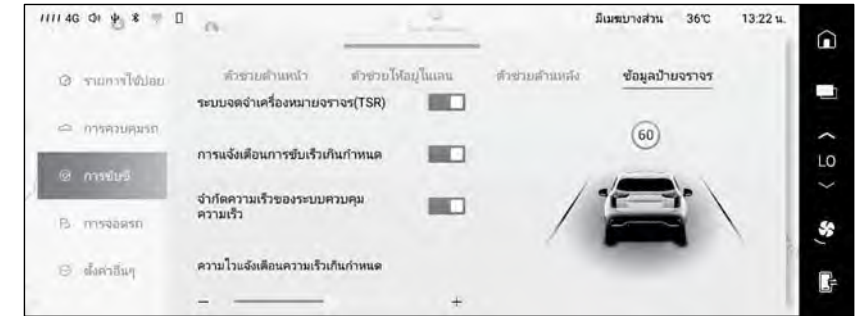 4G
มีเมฆบางส่วน 36°C 13:22 น.
รายการใช้บ่อย
การควบคุมรถ
การขับขี่
การจอดรถ
ตั้งค่าอื่นๆ
ตัวช่วยด้านหน้า ตัวช่วยให้อยู่ในเลน ตัวช่วยด้านหลัง ข้อมูลป้ายจราจร
ระบบจดจำเครื่องหมายจราจร(TSR)
การแจ้งเตือนการขับเร็วเกินกำหนด
จำกัดความเร็วของระบบควบคุม
ความเร็ว
ความไวแจ้งเตือนความเร็วเกินกำหนด
− +
60
LO